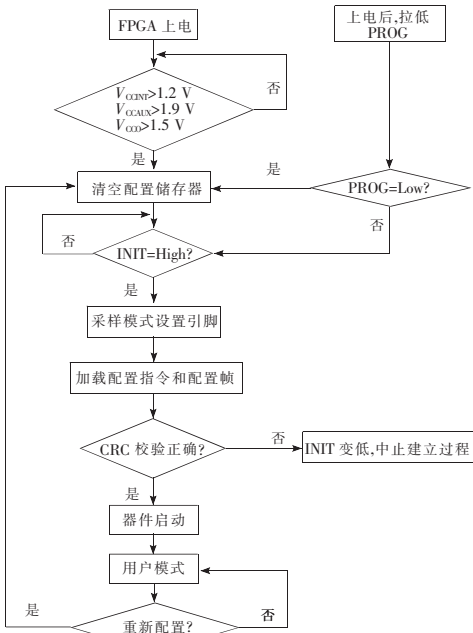 FPGA 上电
上电后,拉低
PROG
否
V CCINT>1.2 V
V CCAUX>1.9 V
V CCO>1.5 V
是
是
清空配置储存器
PROG=Low?
否
否
INIT=High?
是
采样模式设置引脚
加载配置指令和配置帧
CRC 校验正确?
否
INIT 变低,中止建立过程
是
器件启动
用户模式
是
否
重新配置?